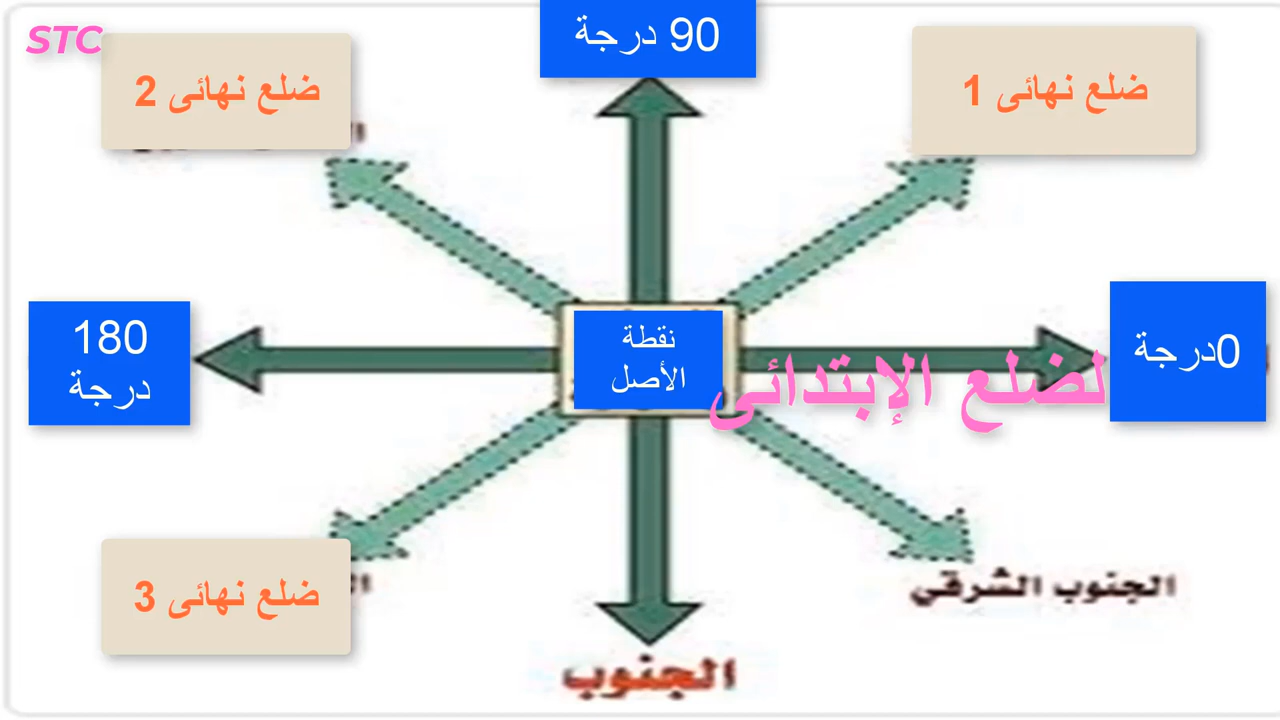 STC
90 درجة
ضلع نهائى 2
ضلع نهائى 1
180
درجة
نقطة
الأصل
0درجة
لضلع الإبتدائى
ضلع نهائى 3
الجنوب الشرقي
الجنوب